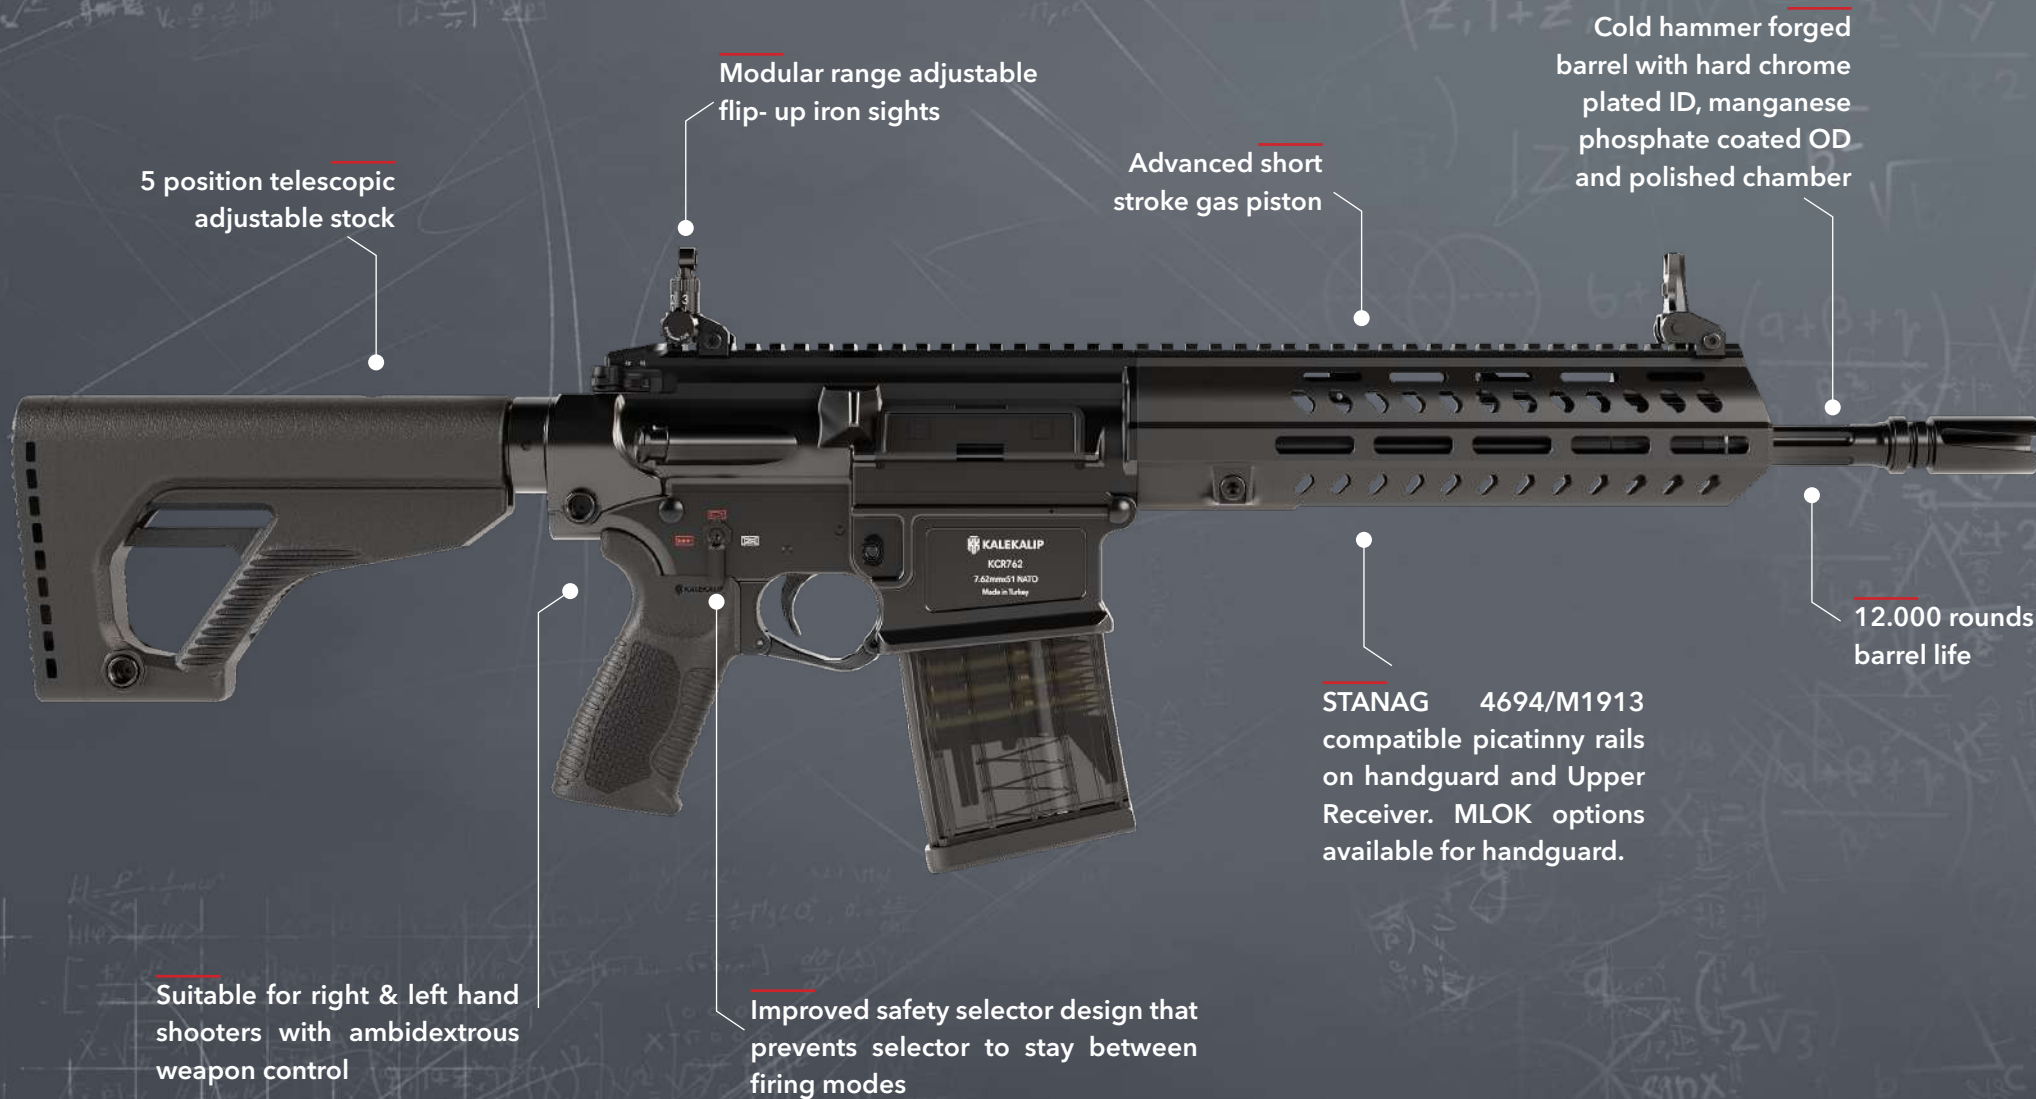 Modular range adjustable
flip- up iron sights
Cold hammer forged
barrel with hard chrome
plated ID, manganese
phosphate coated OD
and polished chamber
5 position telescopic
adjustable stock
Advanced short
stroke gas piston
3
KALEKALIP
KCR762
7.62mmx51 NATO
Made in Turkey
KALEKALIP
12.000 rounds
barrel life
STANAG 4694/M1913
compatible picatinny rails
on handguard and Upper
Receiver. MLOK options
available for handguard.
Suitable for right & left hand
shooters with ambidextrous
weapon control
Improved safety selector design that
prevents selector to stay between
firing modes